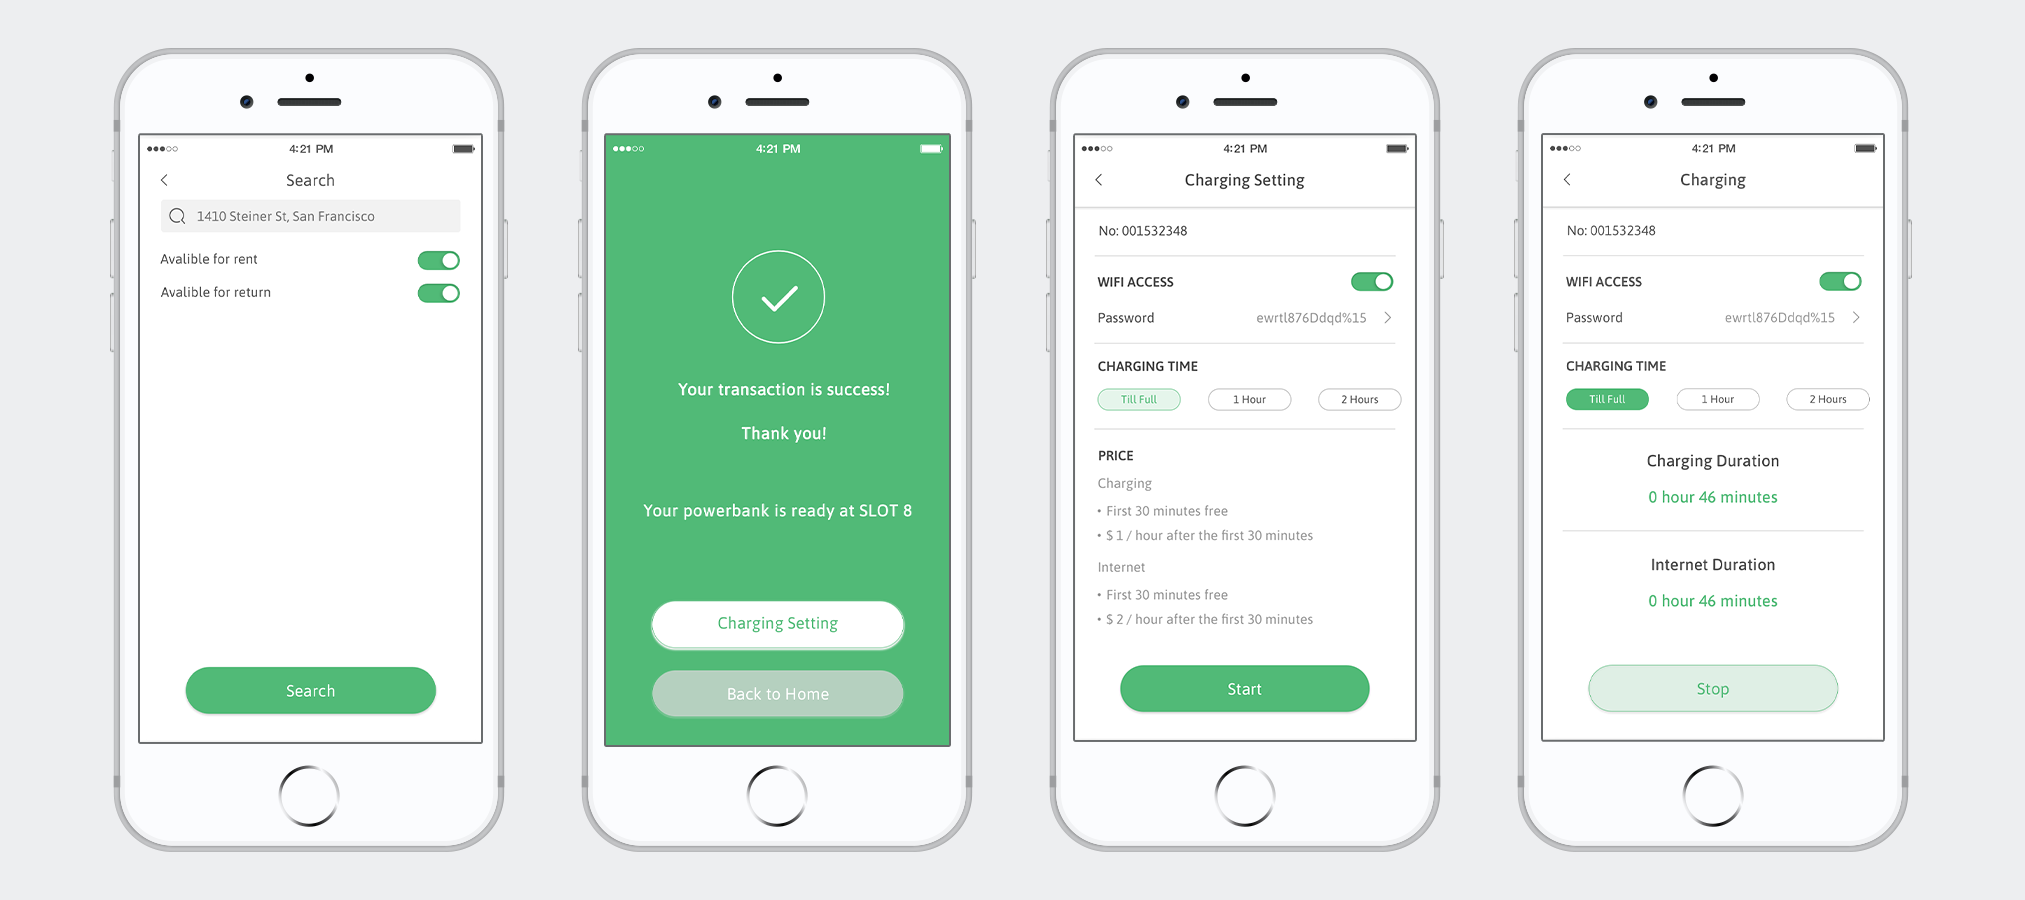 4:21 PM
Search
1410 Steiner St, San Francisco
Avalible for rent
Avalible for return
Search
4:21 PM
Your transaction is success!
Thank you!
Your powerbank is ready at SLOT 8
Charging Setting
Back to Home
4:21 PM
Charging Setting
No: 001532348
WIFI ACCESS
Password ewrtl876Ddqd%15
CHARGING TIME
Till Full 1 Hour 2 Hours
PRICE
Charging
• First 30 minutes free
• $ 1 / hour after the first 30 minutes
Internet
• First 30 minutes free
• $ 2 / hour after the first 30 minutes
Start
4:21 PM
Charging
No: 001532348
WIFI ACCESS
Password ewrtl876Ddqd%15
CHARGING TIME
Till Full 1 Hour 2 Hours
Charging Duration
0 hour 46 minutes
Internet Duration
0 hour 46 minutes
Stop